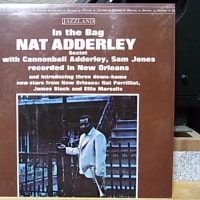 JAZZLAND
In the Bag
NAT ADDERLEY
Sextet
with Cannonball Adderley, Sam Jones
recorded in New Orleans
and introducing three down-home
new stars from New Orleans: Nat Perrilliat,
James Black and Ellis Marsalis